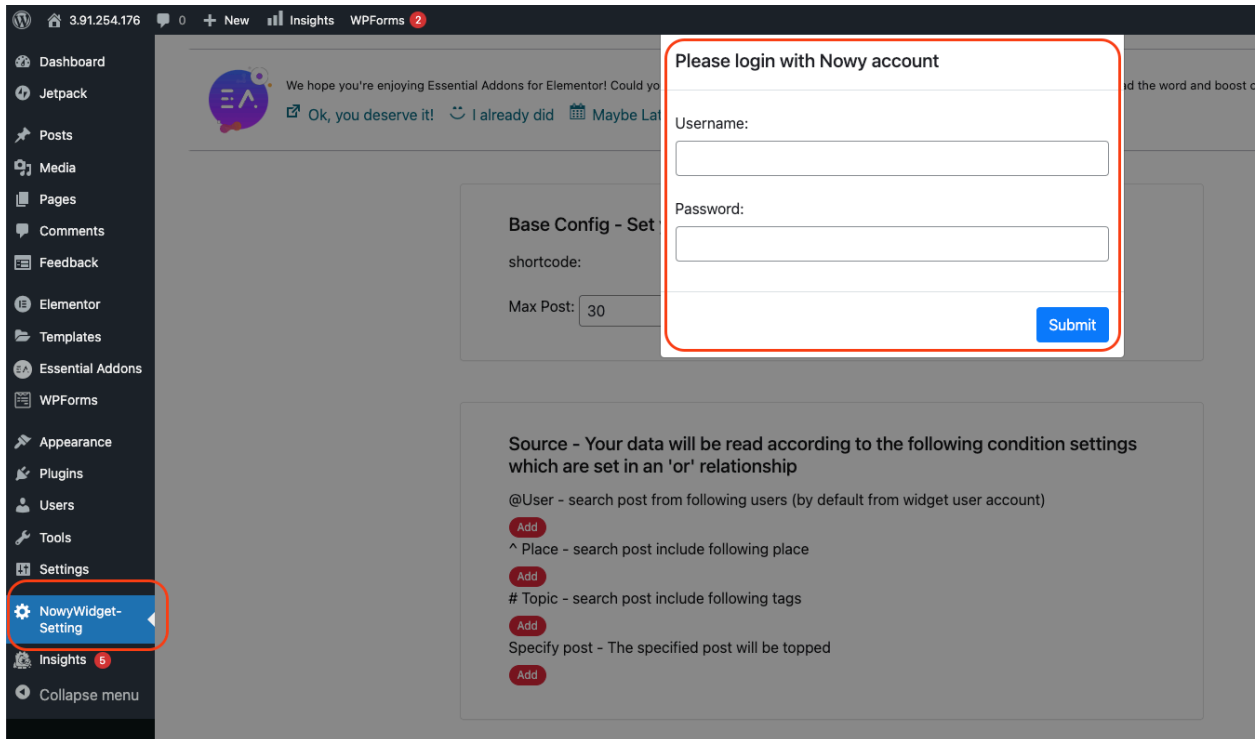 3.91.254.176 0 + New Insights WPForms 2
Dashboard
Jetpack
Posts
Media
Pages
Comments
Feedback
Elementor
Templates
Essential Addons
WPForms
Appearance
Plugins
Users
Tools
Settings
NowyWidget-
Setting
Insights 5
Collapse menu
EA
We hope you're enjoying Essential Addons for Elementor! Could yo
ad the word and boost o
Ok, you deserve it! I already did Maybe Lat
Please login with Nowy account
Username:
Password:
Submit
Base Config - Set
shortcode:
Max Post: 30
Source - Your data will be read according to the following condition settings
which are set in an 'or' relationship
@User - search post from following users (by default from widget user account)
Add
^ Place - search post include following place
Add
# Topic - search post include following tags
Add
Specify post - The specified post will be topped
Add